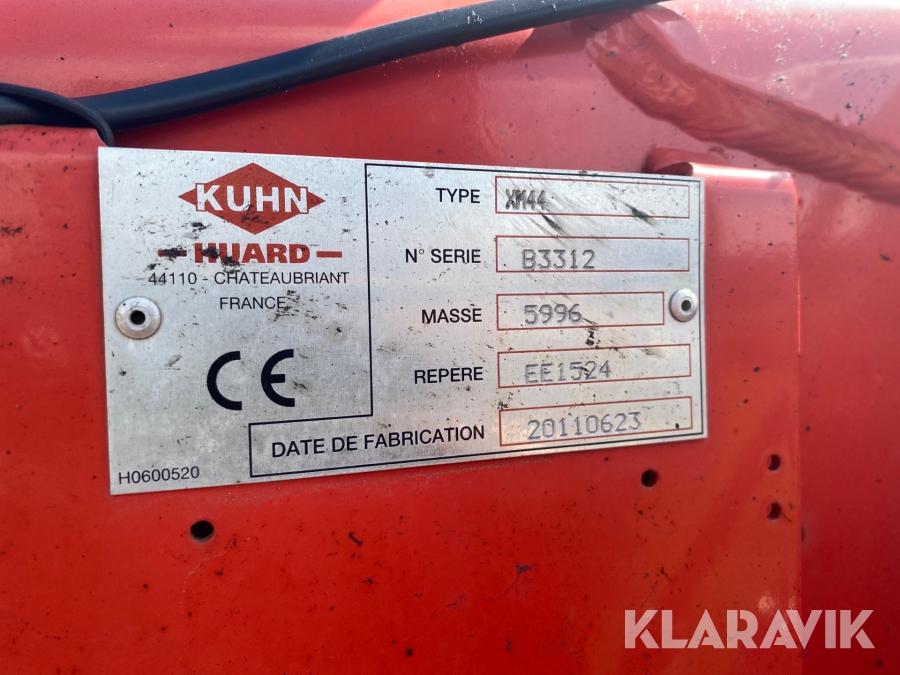 KUHN
HUARD
44110 - CHATEAUBRIANT
FRANCE
CE
H0600520
TYPE XM44
N° SERIE B3312
MASSE 5996
REPERE EE1524
DATE DE FABRICATION 20110623
KLARAVIK